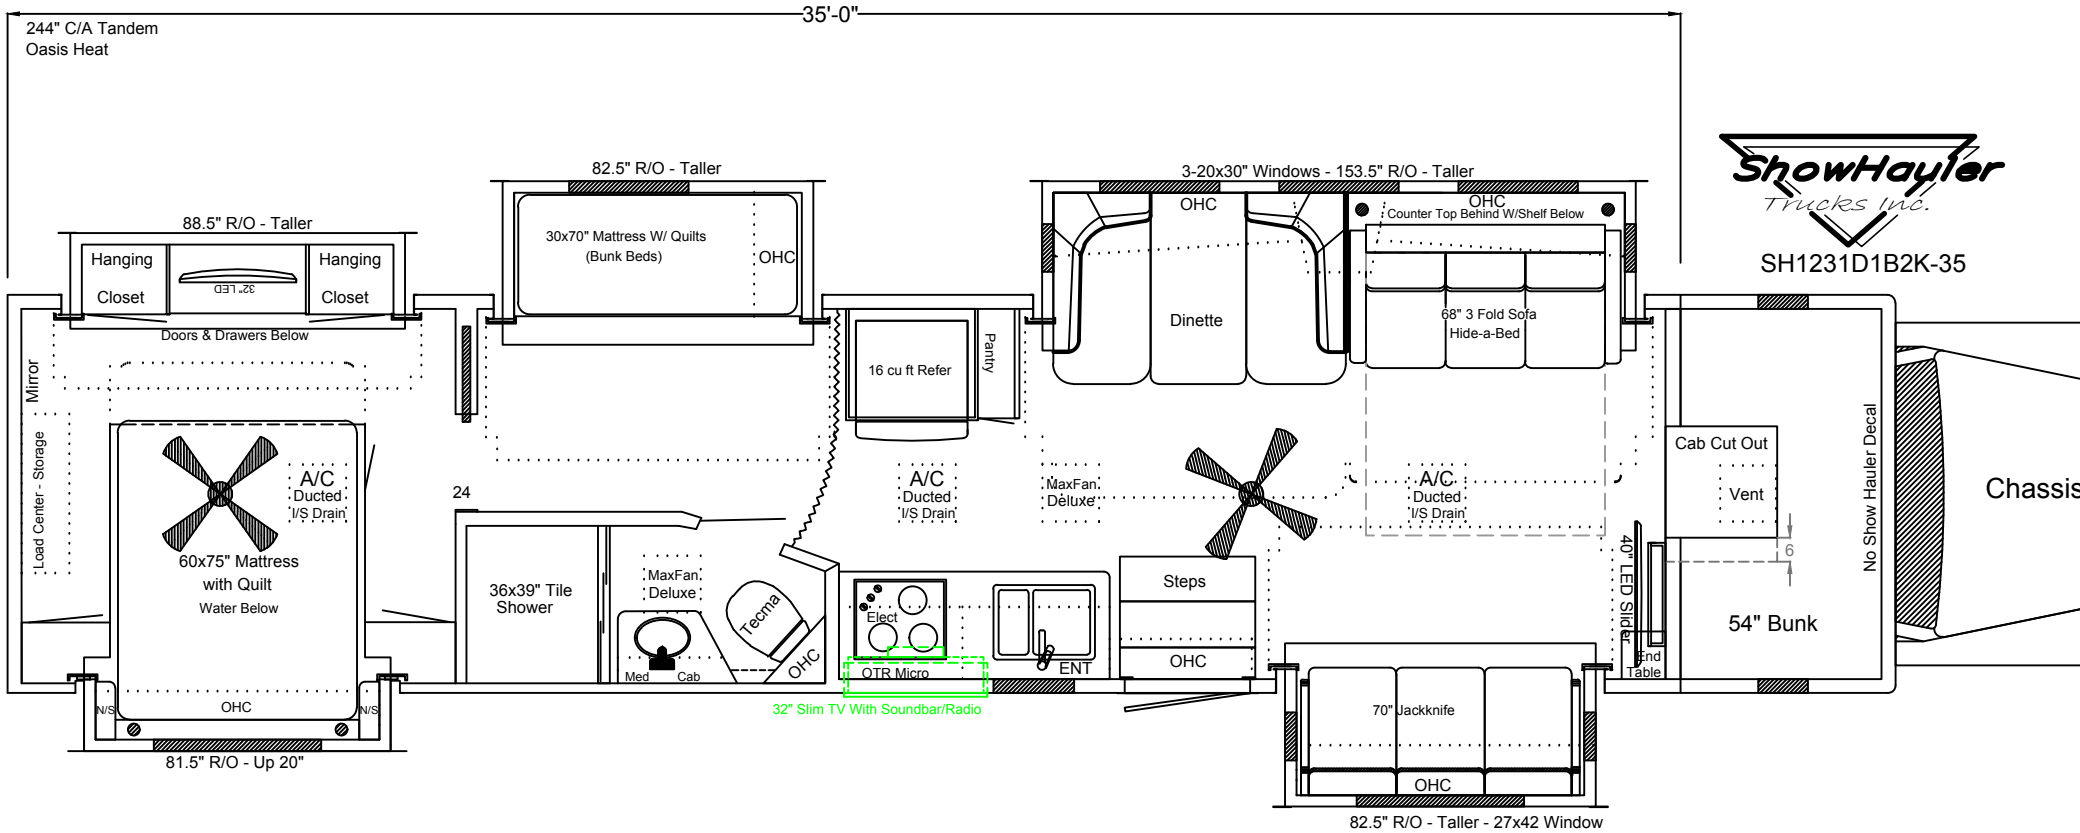 35'-0"
244" C/A Tandem
Oasis Heat
ShowHauler
Trucks Inc.
SH1231D1B2K-35
88.5" R/O - Taller
Hanging
Closet
32" LED
Hanging
Closet
Doors & Drawers Below
82.5" R/O - Taller
30x70" Mattress W/ Quilts
(Bunk Beds)
OHC
3-20x30" Windows - 153.5" R/O - Taller
OHC
Dinette
OHC
Counter Top Behind W/Shelf Below
68" 3 Fold Sofa
Hide-a-Bed
Mirror
Load Center - Storage
A/C
Ducted
I/S Drain
60x75" Mattress
with Quilt
Water Below
OHC
N/S
N/S
81.5" R/O - Up 20"
24
36x39" Tile
Shower
MaxFan
Deluxe
Tecma
OHC
Med
Cab
16 cu ft Refer
Pantry
A/C
Ducted
I/S Drain
MaxFan
Deluxe
A/C
Ducted
I/S Drain
Elect
OTR Micro
ENT
32" Slim TV With Soundbar/Radio
Steps
OHC
70" Jackknife
OHC
82.5" R/O - Taller - 27x42 Window
40" LED Slider
End
Table
Cab Cut Out
Vent
6
54" Bunk
No Show Hauler Decal
Chassis